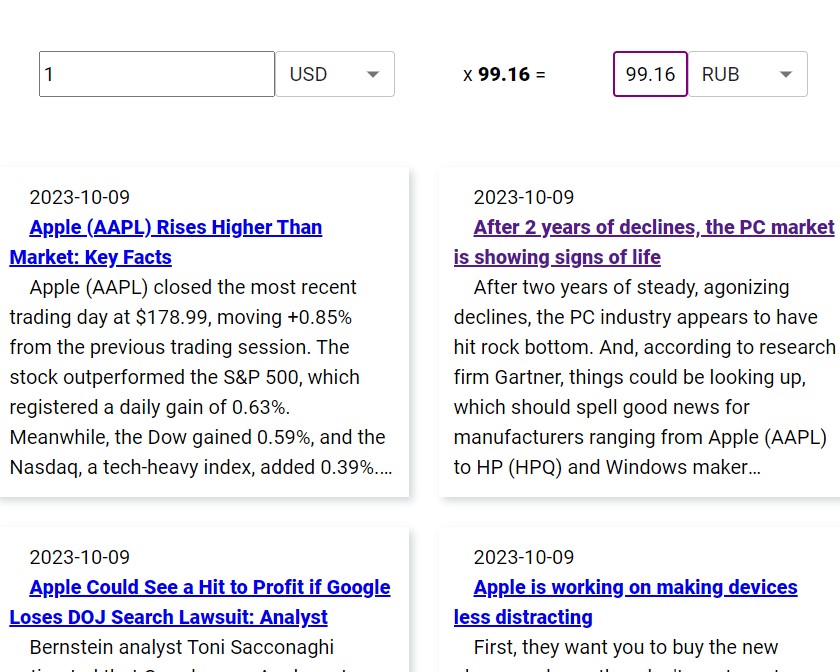 1 USD x 99.16 = 99.16 RUB
2023-10-09
Apple (AAPL) Rises Higher Than
Market: Key Facts
Apple (AAPL) closed the most recent
trading day at $178.99, moving +0.85%
from the previous trading session. The
stock outperformed the S&P 500, which
registered a daily gain of 0.63%.
Meanwhile, the Dow gained 0.59%, and the
Nasdaq, a tech-heavy index, added 0.39%....
2023-10-09
After 2 years of declines, the PC market
is showing signs of life
After two years of steady, agonizing
declines, the PC industry appears to have
hit rock bottom. And, according to research
firm Gartner, things could be looking up,
which should spell good news for
manufacturers ranging from Apple (AAPL)
to HP (HPQ) and Windows maker...
2023-10-09
Apple Could See a Hit to Profit if Google
Loses DOJ Search Lawsuit: Analyst
Bernstein analyst Toni Sacconaghi
2023-10-09
Apple is working on making devices
less distracting
First, they want you to buy the new